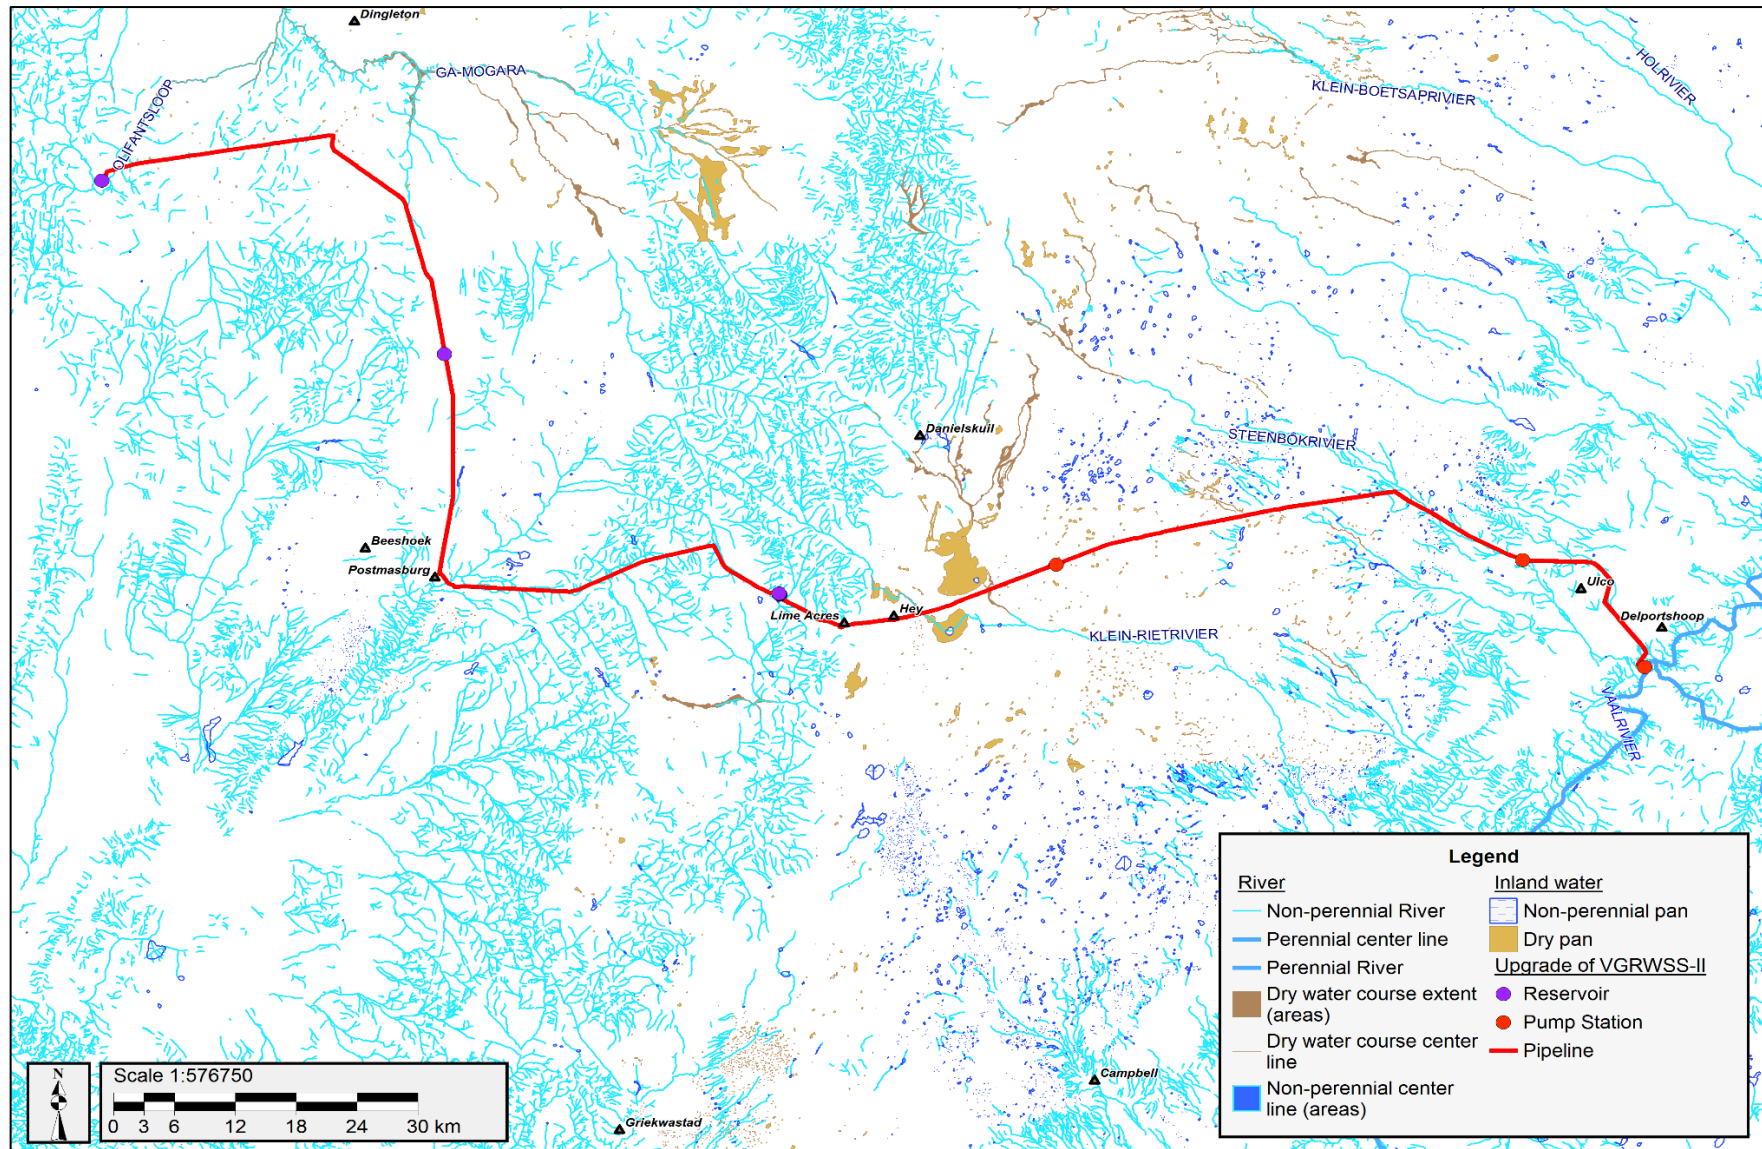 Dingleton
GA-MOGARA
OLIFANTSLOOP
HOLRIVIER
KLEIN-BOETSAPRIVIER
Danielskuil
STEENBOKRIVIER
Beeshoek
Postmasburg
Lime Acres
Hey
KLEIN-RIETRIVIER
Ulco
Delportshoop
VAALRIVIER
Campbell
Griekwastad
N
Scale 1:576750
0 3 6 12 18 24 30 km
Legend
River
Non-perennial River
Perennial center line
Perennial River
Dry water course extent
(areas)
Dry water course center
line
Non-perennial center
line (areas)
Inland water
Non-perennial pan
Dry pan
Upgrade of VGRWSS-II
Reservoir
Pump Station
Pipeline